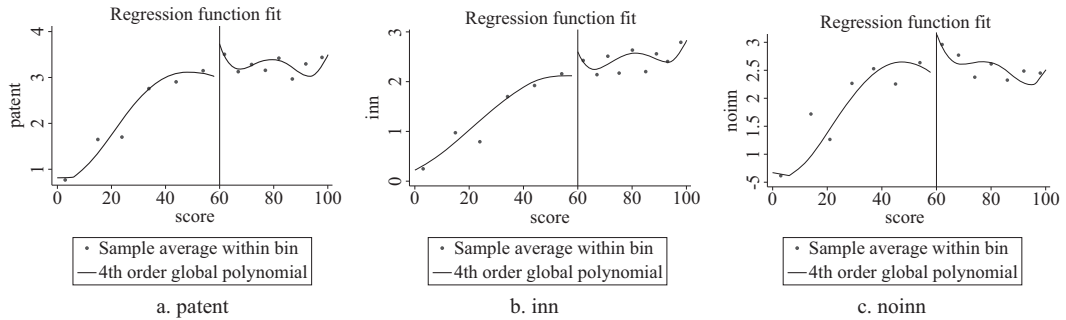 Regression function fit
4
3
2
1
patent
0
20
40
60
80
100
score
Sample average within bin
4th order global polynomial
a. patent
Regression function fit
3
2
1
0
inn
0
20
40
60
80
100
score
Sample average within bin
4th order global polynomial
b. inn
Regression function fit
3
2.5
2
1.5
1
-5
noinn
0
20
40
60
80
100
score
Sample average within bin
4th order global polynomial
c. noinn